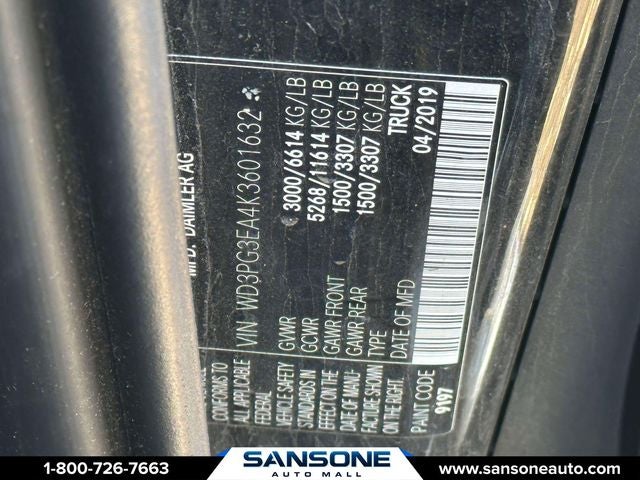 MFD. DAIMLER AG
VIN WD3PG3EA4K3601632
CONFORMS TO
ALL APPLICABLE
FEDERAL
VEHICLE SAFETY
STANDARDS IN
EFFECT ON THE
DATE OF MANU-
FACTURE SHOWN
ON THE RIGHT.
GVWR 3000/6614 KG/LB
GCWR 5268/11614 KG/LB
GAWR FRONT 1500/3307 KG/LB
GAWR REAR 1500/3307 KG/LB
TYPE TRUCK
DATE OF MFD 04/2019
PAINT CODE
9197
1-800-726-7663
SANSONE
AUTO MALL
www.sansoneauto.com